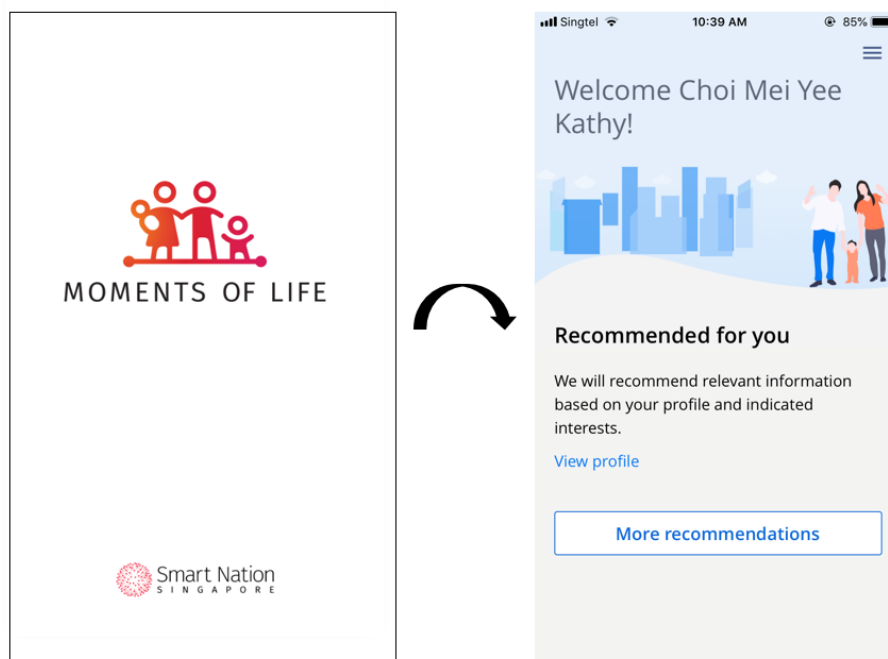 MOMENTS OF LIFE
Smart Nation
SINGAPORE
Singtel 10:39 AM 85%
Welcome Choi Mei Yee
Kathy!
Recommended for you
We will recommend relevant information
based on your profile and indicated
interests.
View profile
More recommendations